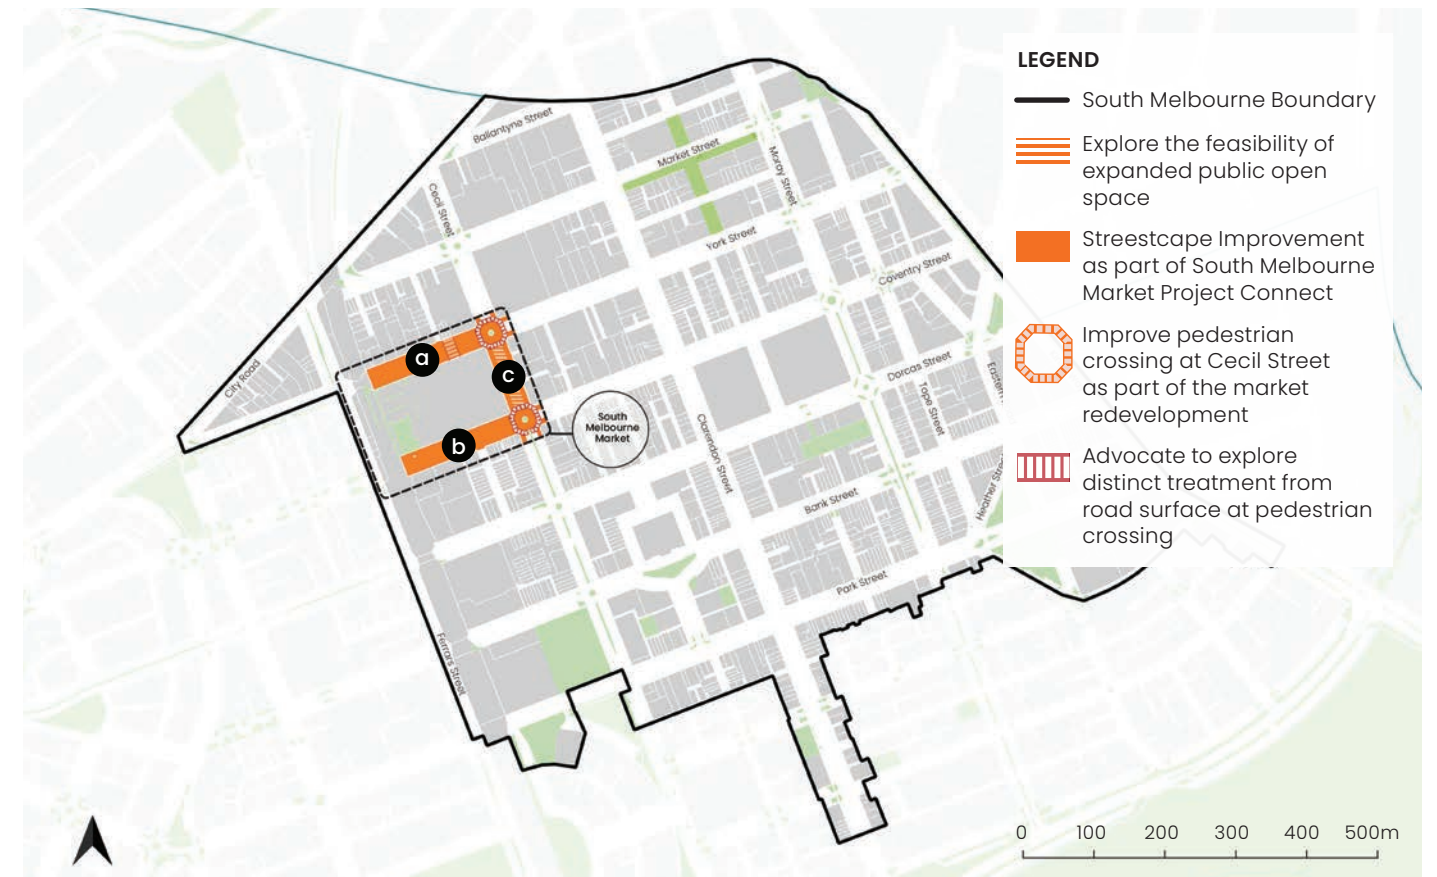 LEGEND
South Melbourne Boundary
Explore the feasibility of
expanded public open
space
Streestcape Improvement
as part of South Melbourne
Market Project Connect
Improve pedestrian
crossing at Cecil Street
as part of the market
redevelopment
Advocate to explore
distinct treatment from
road surface at pedestrian
crossing
Ballantyne Street
Market Street
Moray Street
Cecil Street
York Street
Coventry Street
City Road
a
c
b
South
Melbourne
Market
Dorcas Street
Tope Street
Clarendon Street
Bank Street
Park Street
Ferrars Street
0 100 200 300 400 500m